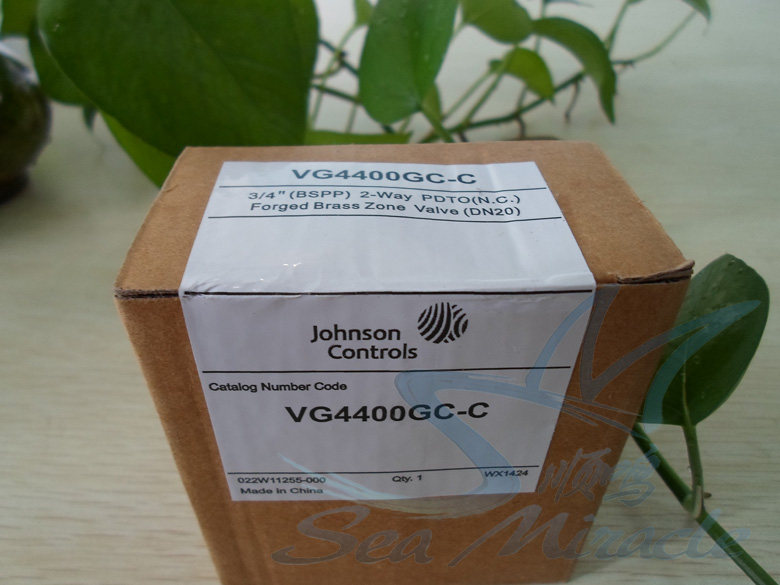 VG4400GC-C
3/4" (BSPP) 2-Way PDTO(N.C.)
Forged Brass Zone Valve (DN20)
Johnson
Controls
Catalog Number Code
VG4400GC-C
022W11255-000 Qty. 1 WX1424
Made in China
Sea Miracle